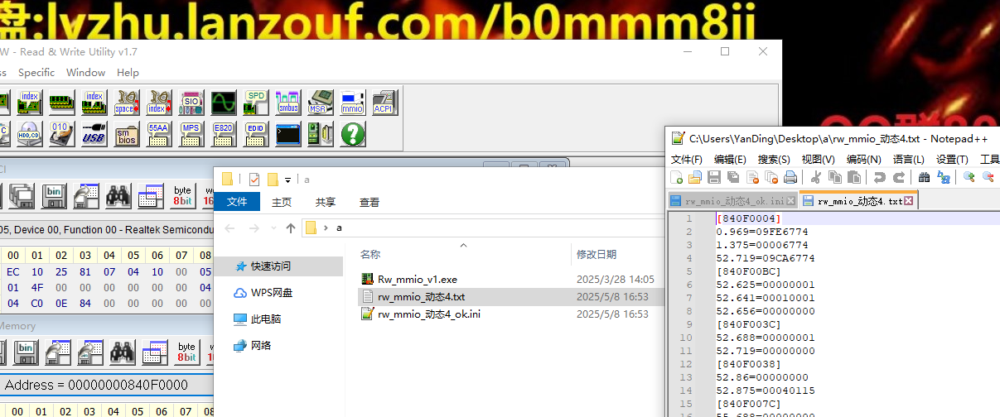 盘:lyzhu.lanzouf.com/b0mmm8ij
W - Read & Write Utility v1.7
ss Specific Window Help
index
index
space
index
SIO
SPD
smbus
MSR
mmio
ACPI
C
HDD,CD
010
USB
sm bios
55AA
MPS
E820
EDID
CI
bin
byte 8bit
w 16
05, Device 00, Function 00 - Realtek Semicondu
00 01 02 03 04 05 06 07 08
EC 10 25 81 07 04 10 00 05
01 4F 00 00 00 00 00 00 04
04 C0 0E 84 00 00 00 00 00
Memory
bin
byte 8bit
w
Address = 00000000840F0000
00 01 02 03 04 05 06 07 08
a
文件 主页 共享 查看
a
快速访问
WPS网盘
此电脑
网络
名称 修改日期
Rw_mmio_v1.exe 2025/3/28 14:05
rw_mmio_动态4.txt 2025/5/8 16:53
rw_mmio_动态4_ok.ini 2025/5/8 16:53
C:\Users\YanDing\Desktop\a\rw_mmio_动态4.txt - Notepad++
文件(F) 编辑(E) 搜索(S) 视图(V) 编码(N) 语言(L) 设置(T) 工具
rw_mmio_动态4_ok.ini rw_mmio_动态4.txt
1 [840F0004]
2 0.969=09FE6774
3 1.375=00006774
4 52.719=09CA6774
5 [840F00BC]
6 52.625=00000001
7 52.641=00010001
8 52.656=00000000
9 [840F003C]
10 52.688=00000001
11 52.719=00000000
12 [840F0038]
13 52.86=00000000
14 52.875=00040115
15 [840F007C]